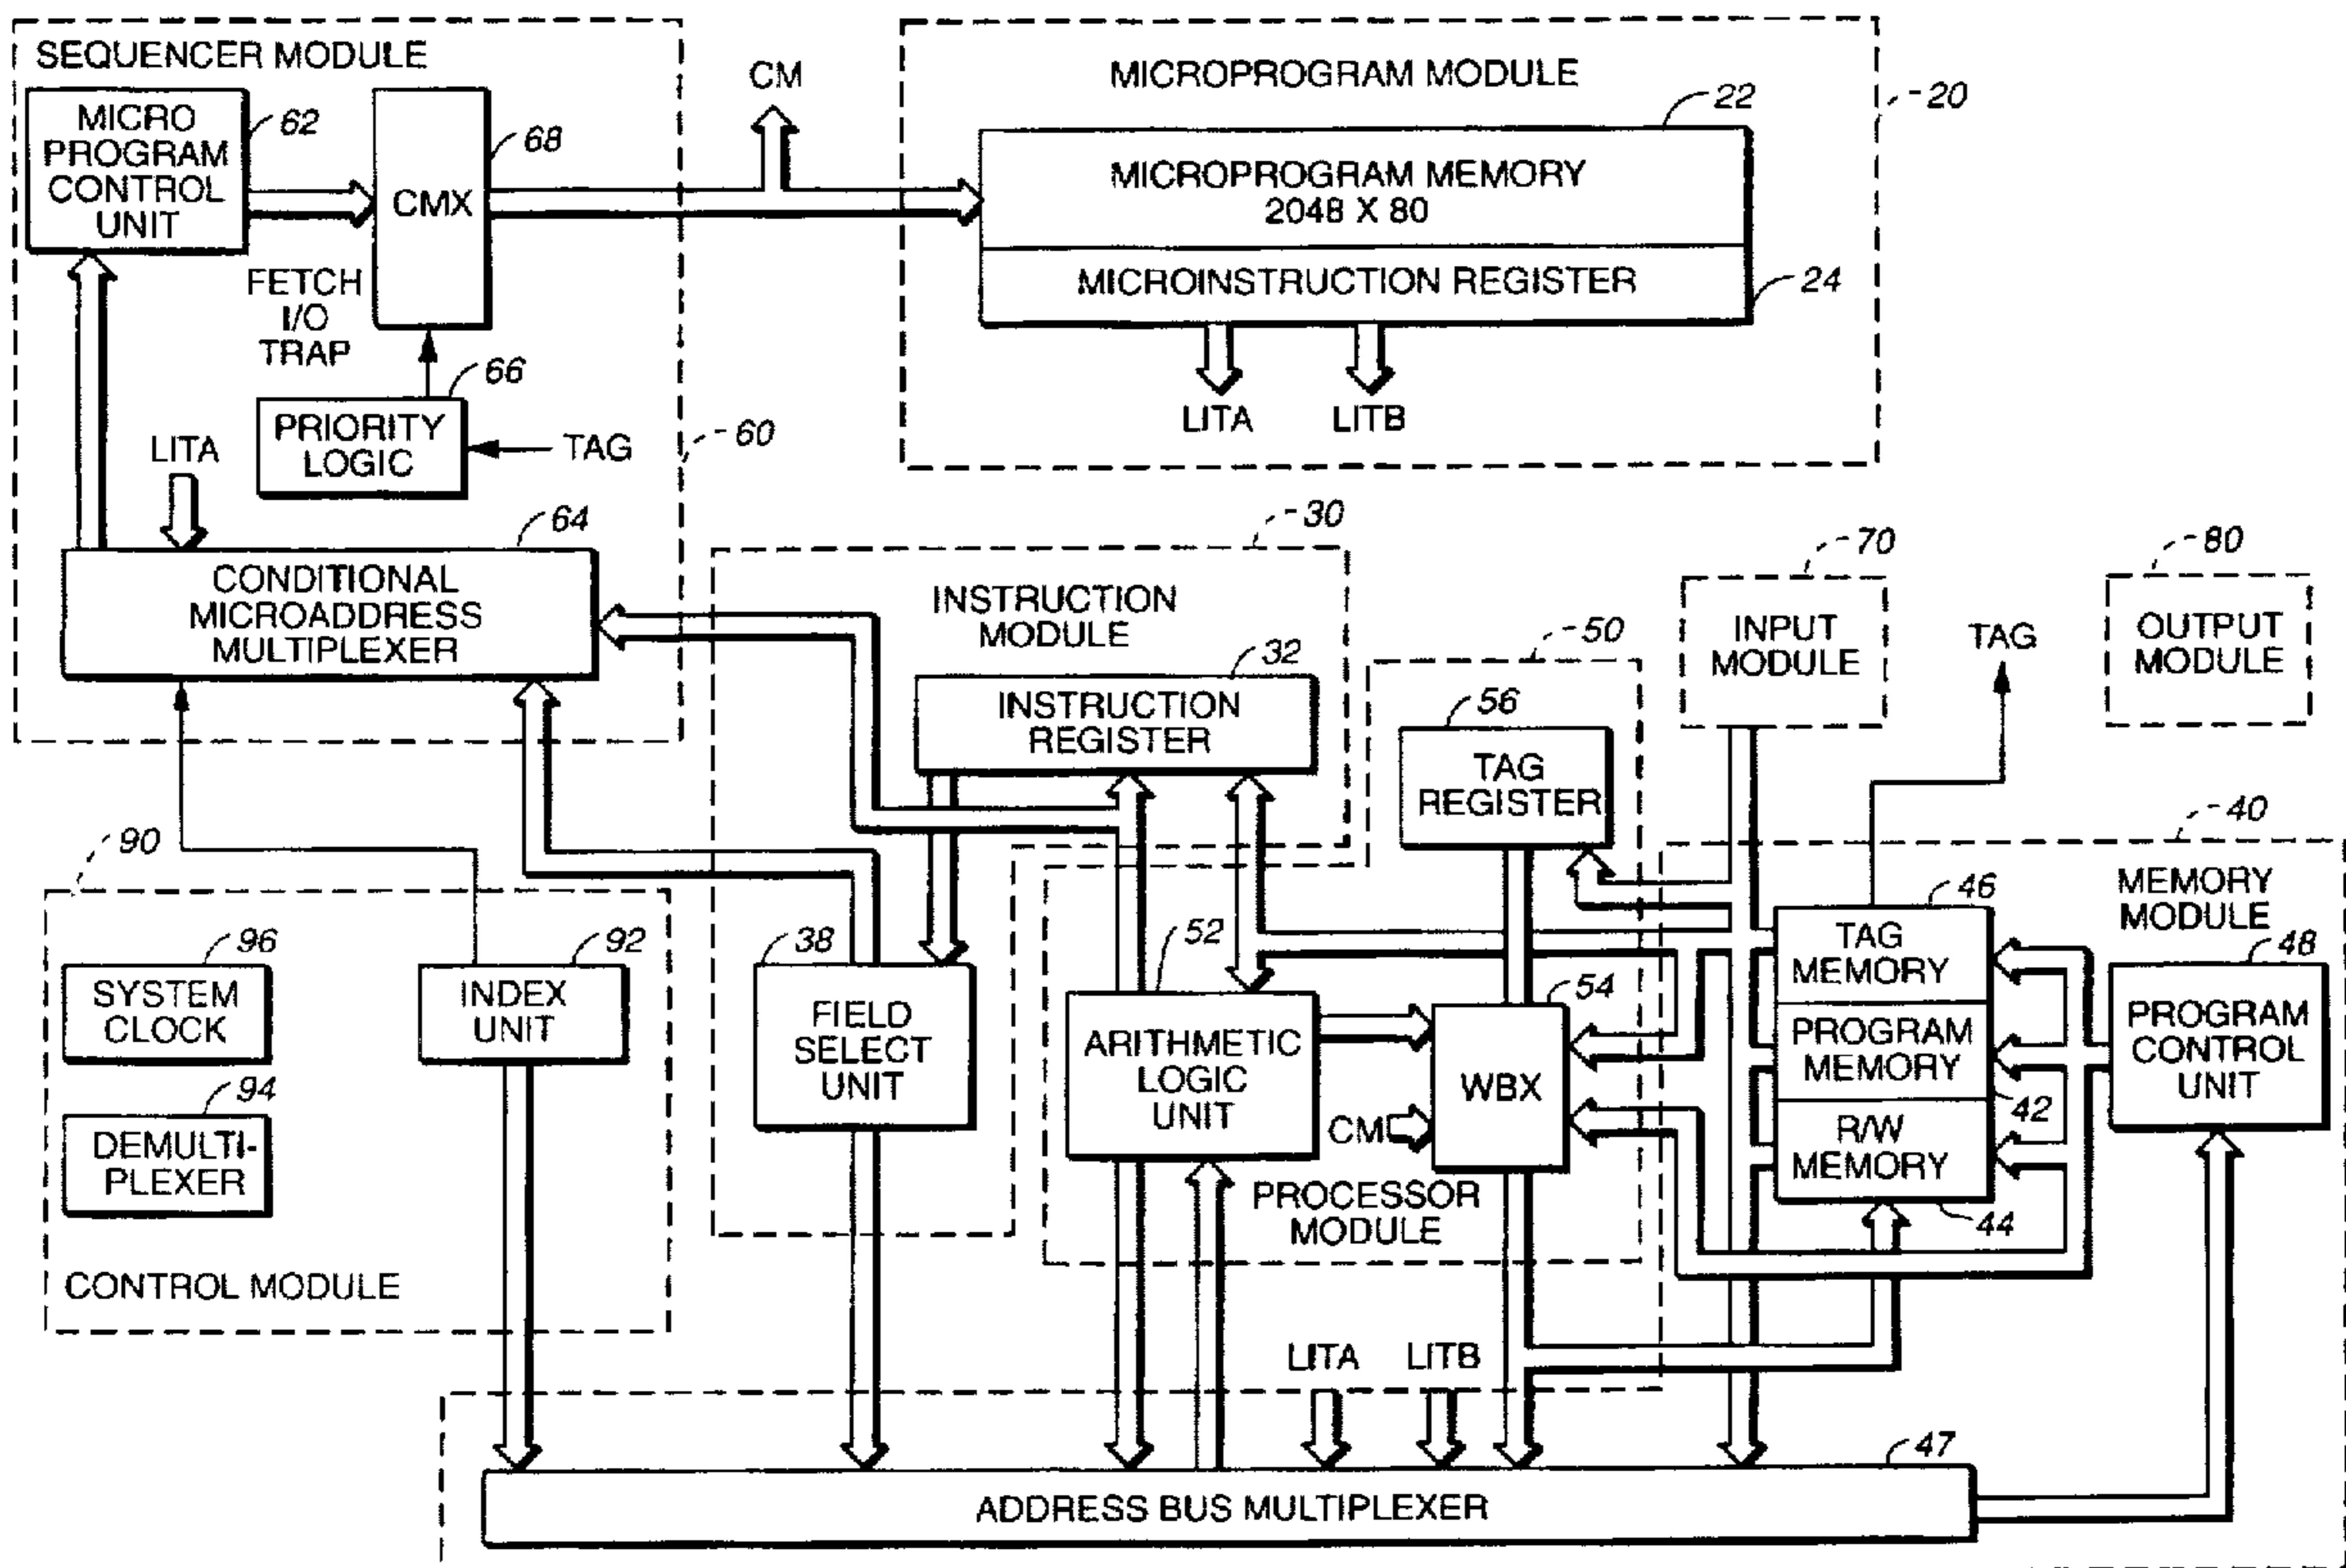 SEQUENCER MODULE
MICRO
PROGRAM
CONTROL
UNIT
62
CMX
68
FETCH
I/O
TRAP
66
PRIORITY
LOGIC
TAG
60
LITA
64
CONDITIONAL
MICROADDRESS
MULTIPLEXER
CM
MICROPROGRAM MODULE
20
22
MICROPROGRAM MEMORY
2048 X 80
MICROINSTRUCTION REGISTER
24
LITA
LITB
30
INSTRUCTION
MODULE
32
INSTRUCTION
REGISTER
50
56
TAG
REGISTER
70
INPUT
MODULE
TAG
80
OUTPUT
MODULE
40
MEMORY
MODULE
90
96
SYSTEM
CLOCK
92
INDEX
UNIT
94
DEMULTI-
PLEXER
CONTROL MODULE
38
FIELD
SELECT
UNIT
52
ARITHMETIC
LOGIC
UNIT
54
WBX
CM
PROCESSOR
MODULE
46
TAG
MEMORY
PROGRAM
MEMORY
42
R/W
MEMORY
44
48
PROGRAM
CONTROL
UNIT
LITA
LITB
47
ADDRESS BUS MULTIPLEXER